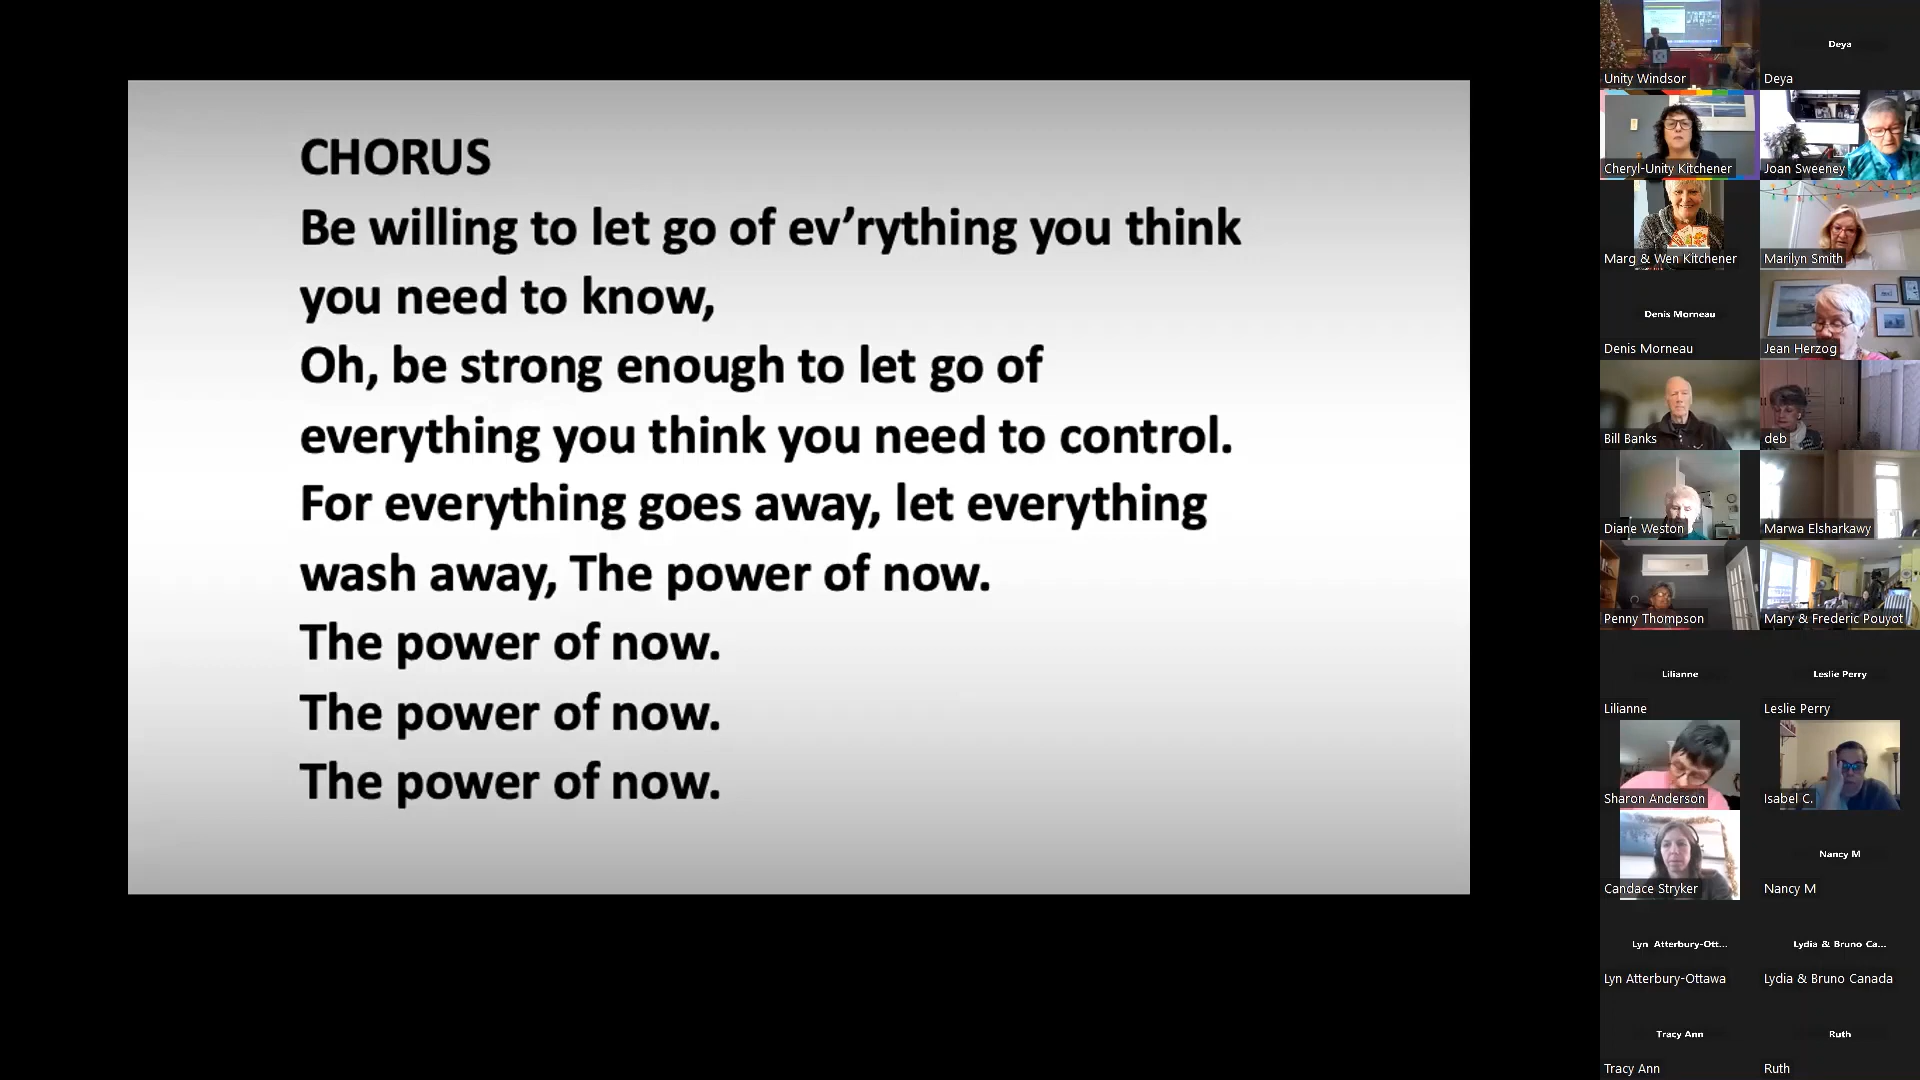 CHORUS
Be willing to let go of ev’rything you think
you need to know,
Oh, be strong enough to let go of
everything you think you need to control.
For everything goes away, let everything
wash away, The power of now.
The power of now.
The power of now.
The power of now.
Unity Windsor
Deya
Deya
Cheryl-Unity Kitchener
Joan Sweeney
Marg & Wen Kitchener
Marilyn Smith
Denis Morneau
Denis Morneau
Jean Herzog
Bill Banks
deb
Diane Weston
Marwa Elsharkawy
Penny Thompson
Mary & Frederic Pouyot
Lilianne
Lilianne
Leslie Perry
Leslie Perry
Sharon Anderson
Isabel C.
Candace Stryker
Nancy M
Nancy M
Lyn Atterbury-Ott...
Lyn Atterbury-Ottawa
Lydia & Bruno Ca...
Lydia & Bruno Canada
Tracy Ann
Tracy Ann
Ruth
Ruth